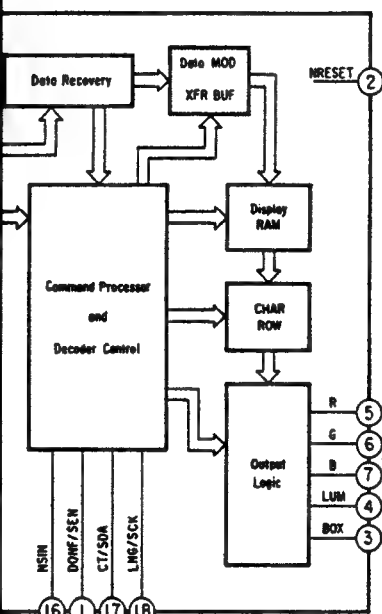 Data Recovery
Data MOD
XFR BUF
NRESET
2
Display
RAM
Command Processor
and
Decoder Control
CHAR
ROW
Output
Logic
R
5
G
6
B
7
LUM
4
BOX
3
NSIN
DONF/SEN
CT/SDA
LNG/SCK
16
1
17
18